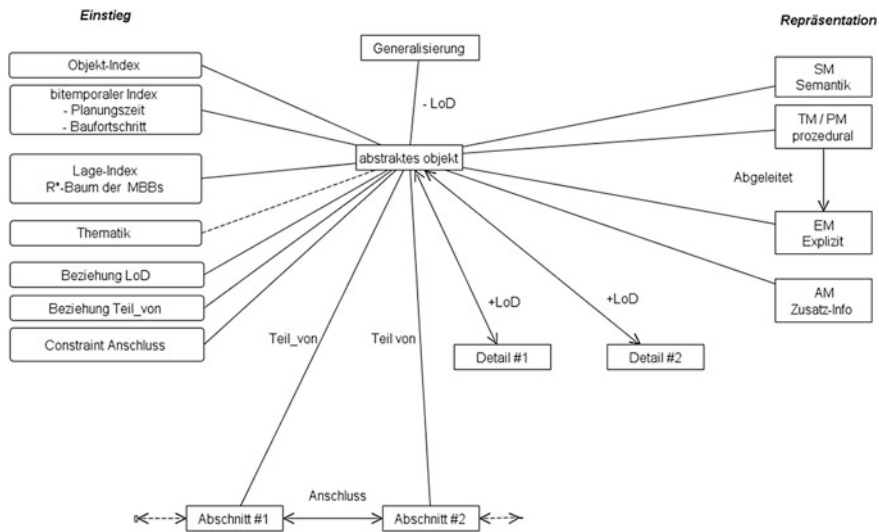 Einstieg
Repräsentation
Generalisierung
Objekt-Index
SM
Semantik
bitemporaler Index
- Planungszeit
- Baufortschritt
- LoD
TM / PM
prozedural
abstraktes objekt
Lage-Index
R*-Baum der MBBs
Abgeleitet
Thematik
EM
Explizit
Beziehung LoD
Beziehung Teil_von
+LoD
+LoD
AM
Zusatz-Info
Constraint Anschluss
Teil_von
Teil von
Detail #1
Detail #2
Anschluss
Abschnitt #1
Abschnitt #2